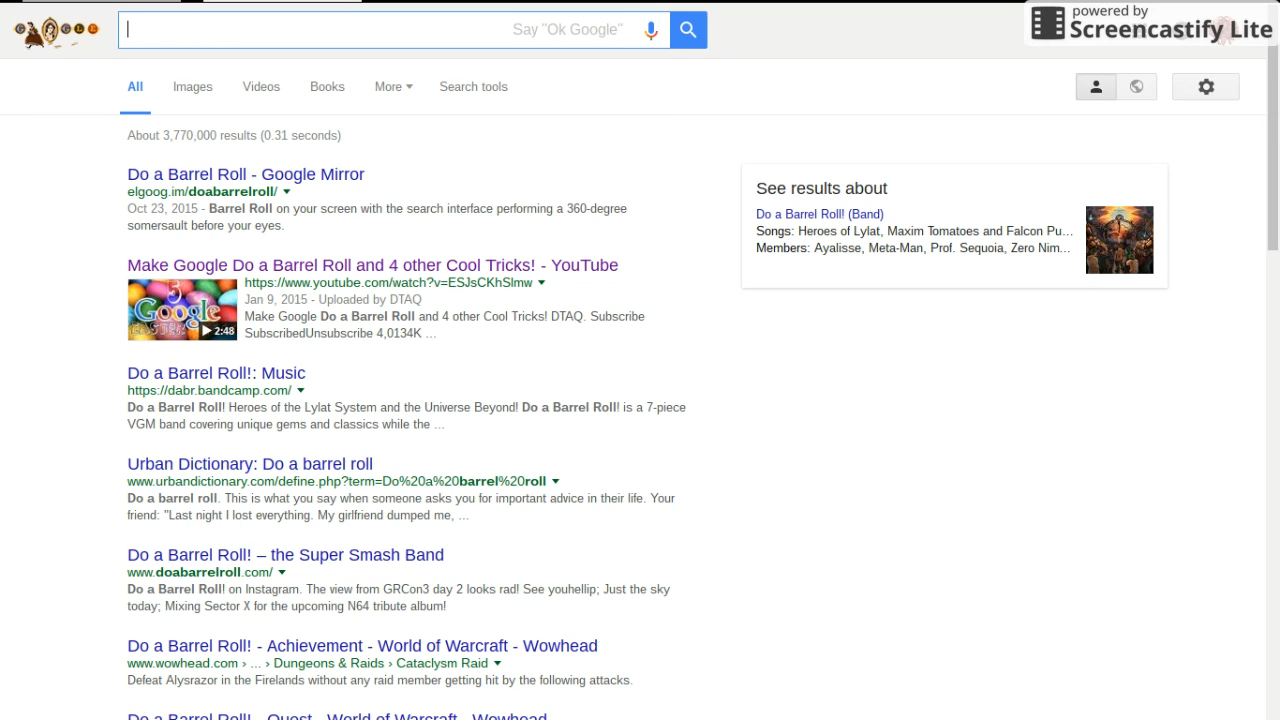 powered by
Screencastify Lite
GOOGLE
Say "Ok Google"
All Images Videos Books More Search tools
About 3,770,000 results (0.31 seconds)
Do a Barrel Roll - Google Mirror
elgoog.im/doabarrelroll/
Oct 23, 2015 - Barrel Roll on your screen with the search interface performing a 360-degree
somersault before your eyes.
Make Google Do a Barrel Roll and 4 other Cool Tricks! - YouTube
5
Google
2:48
https://www.youtube.com/watch?v=ESJsCKhSlmw
Jan 9, 2015 - Uploaded by DTAQ
Make Google Do a Barrel Roll and 4 other Cool Tricks! DTAQ. Subscribe
SubscribedUnsubscribe 4,0134K ...
Do a Barrel Roll!: Music
https://dabr.bandcamp.com/
Do a Barrel Roll! Heroes of the Lylat System and the Universe Beyond! Do a Barrel Roll! is a 7-piece
VGM band covering unique gems and classics while the ...
Urban Dictionary: Do a barrel roll
www.urbandictionary.com/define.php?term=Do%20a%20barrel%20roll
Do a barrel roll. This is what you say when someone asks you for important advice in their life. Your
friend: "Last night I lost everything. My girlfriend dumped me, ...
Do a Barrel Roll! – the Super Smash Band
www.doabarrelroll.com/
Do a Barrel Roll! on Instagram. The view from GRCon3 day 2 looks rad! See youhellip; Just the sky
today; Mixing Sector X for the upcoming N64 tribute album!
Do a Barrel Roll! - Achievement - World of Warcraft - Wowhead
www.wowhead.com › ... › Dungeons & Raids › Cataclysm Raid
Defeat Alysrazor in the Firelands without any raid member getting hit by the following attacks.
Do a Barrel Roll! - Quest - World of Warcraft - Wowhead
See results about
Do a Barrel Roll! (Band)
Songs: Heroes of Lylat, Maxim Tomatoes and Falcon Pu...
Members: Ayalisse, Meta-Man, Prof. Sequoia, Zero Nim...